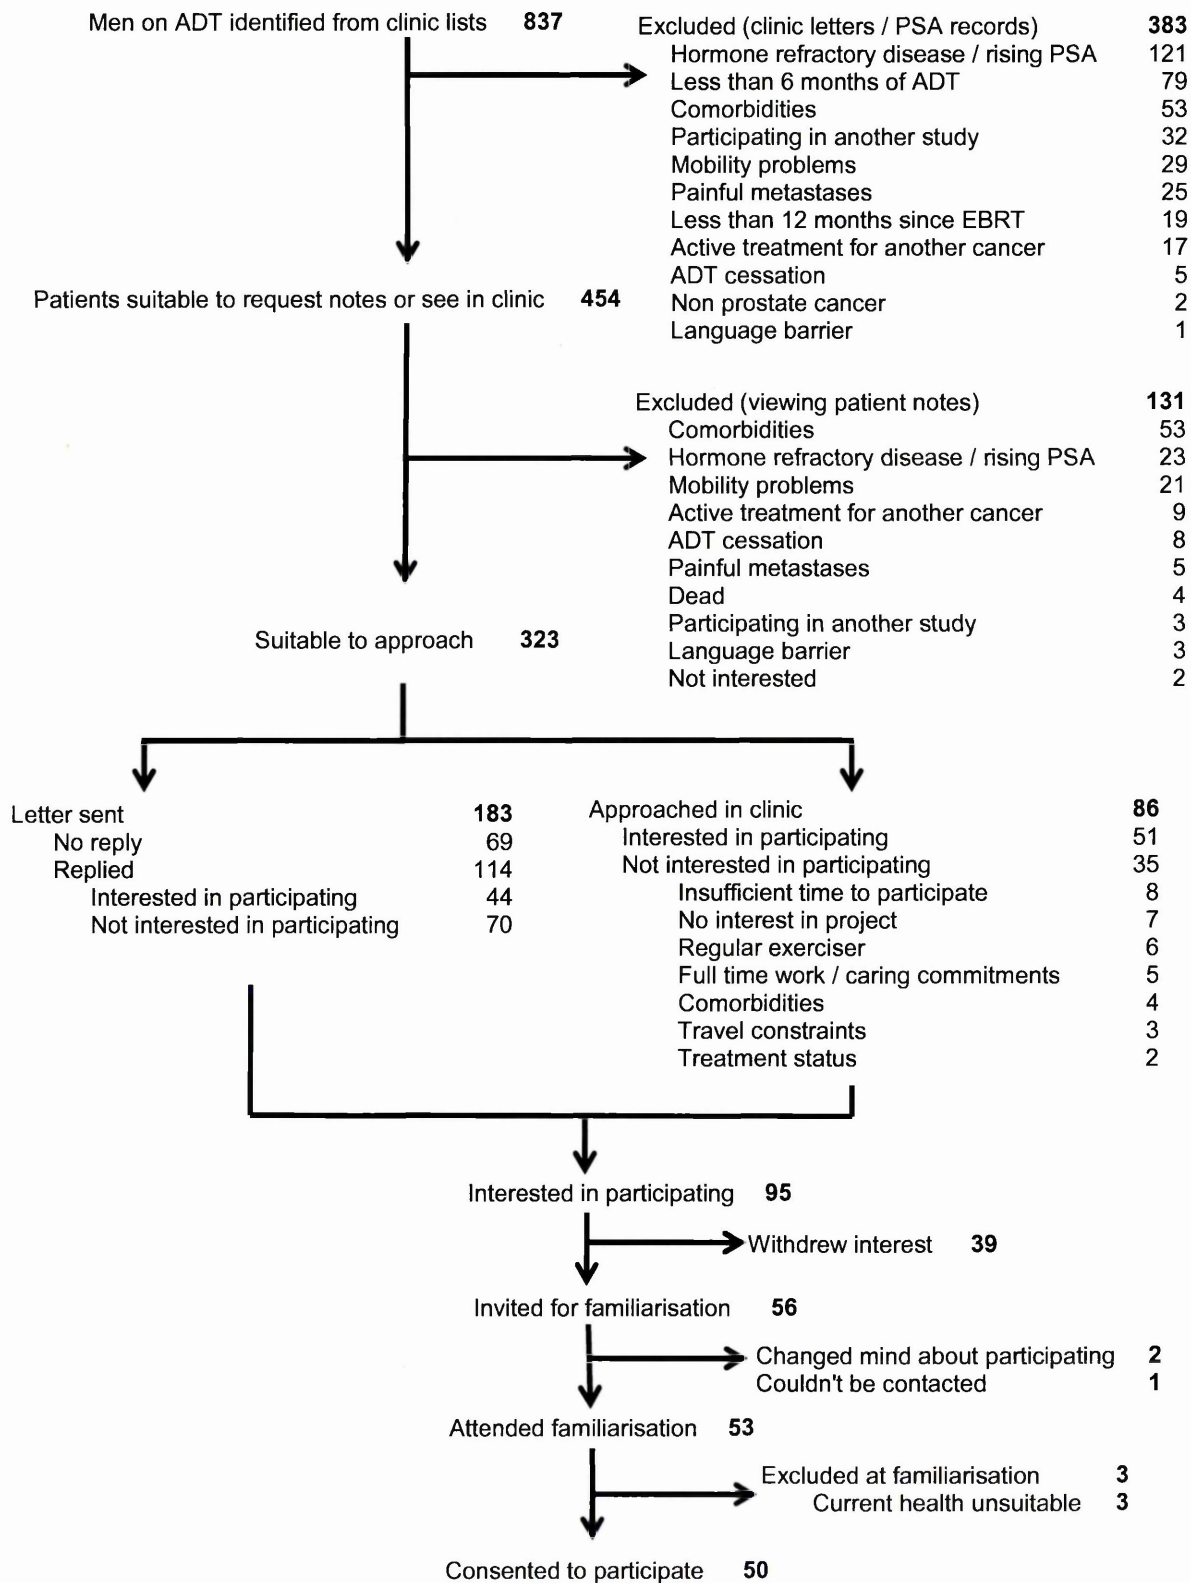 Men on ADT identified from clinic lists 837
Excluded (clinic letters / PSA records) 383
Hormone refractory disease / rising PSA 121
Less than 6 months of ADT 79
Comorbidities 53
Participating in another study 32
Mobility problems 29
Painful metastases 25
Less than 12 months since EBRT 19
Active treatment for another cancer 17
ADT cessation 5
Non prostate cancer 2
Language barrier 1
Patients suitable to request notes or see in clinic 454
Excluded (viewing patient notes) 131
Comorbidities 53
Hormone refractory disease / rising PSA 23
Mobility problems 21
Active treatment for another cancer 9
ADT cessation 8
Painful metastases 5
Dead 4
Participating in another study 3
Language barrier 3
Not interested 2
Suitable to approach 323
Letter sent 183
No reply 69
Replied 114
Interested in participating 44
Not interested in participating 70
Approached in clinic 86
Interested in participating 51
Not interested in participating 35
Insufficient time to participate 8
No interest in project 7
Regular exerciser 6
Full time work / caring commitments 5
Comorbidities 4
Travel constraints 3
Treatment status 2
Interested in participating 95
Withdrew interest 39
Invited for familiarisation 56
Changed mind about participating 2
Couldn't be contacted 1
Attended familiarisation 53
Excluded at familiarisation 3
Current health unsuitable 3
Consented to participate 50